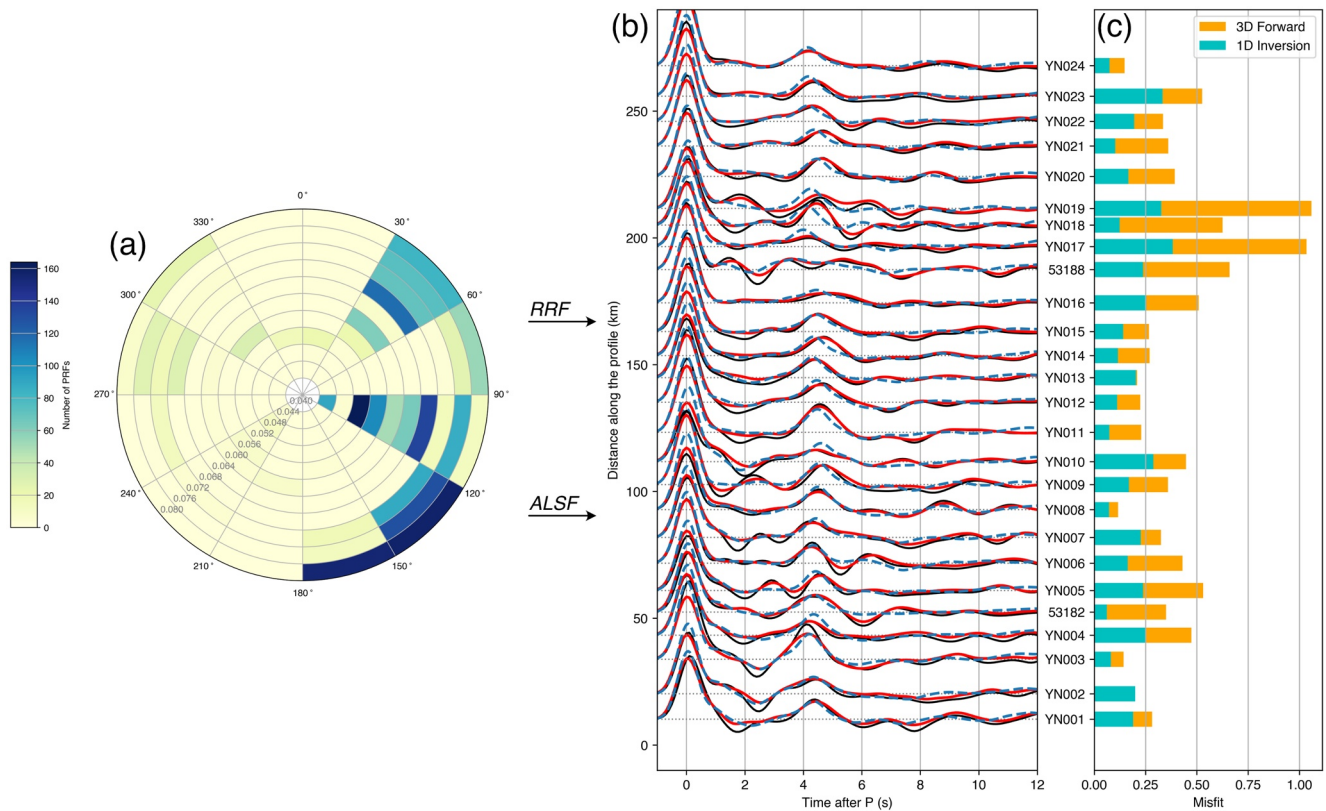 (a)
0°
30°
60°
90°
120°
150°
180°
210°
240°
270°
300°
330°
0.040
0.044
0.048
0.052
0.056
0.060
0.064
0.068
0.072
0.076
0.080
160
140
120
100
80
60
40
20
0
Number of PRFs
RRF
ALSF
(b)
Distance along the profile (km)
250
200
150
100
50
0
0 2 4 6 8 10 12
Time after P (s)
(c)
3D Forward
1D Inversion
YN024
YN023
YN022
YN021
YN020
YN019
YN018
YN017
53188
YN016
YN015
YN014
YN013
YN012
YN011
YN010
YN009
YN008
YN007
YN006
YN005
53182
YN004
YN003
YN002
YN001
0.00 0.25 0.50 0.75 1.00
Misfit